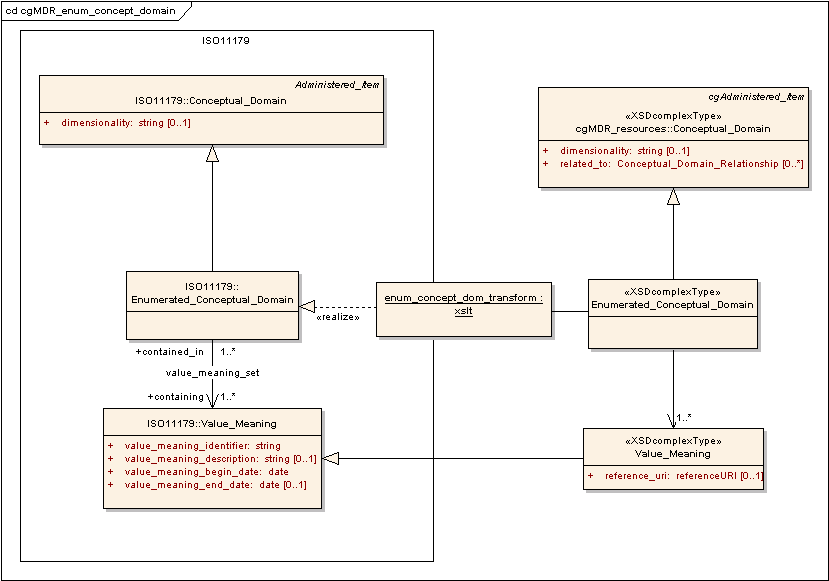 cd cgMDR_enum_concept_domain
ISO11179
Administered_Item
ISO11179::Conceptual_Domain
+ dimensionality: string [0..1]
cgAdministered_Item
«XSDcomplexType»
cgMDR_resources::Conceptual_Domain
+ dimensionality: string [0..1]
+ related_to: Conceptual_Domain_Relationship [0..*]
ISO11179::
Enumerated_Conceptual_Domain
«realize»
enum_concept_dom_transform :
xslt
«XSDcomplexType»
Enumerated_Conceptual_Domain
+contained_in 1..*
value_meaning_set
+containing 1..*
1..*
ISO11179::Value_Meaning
+ value_meaning_identifier: string
+ value_meaning_description: string [0..1]
+ value_meaning_begin_date: date
+ value_meaning_end_date: date [0..1]
«XSDcomplexType»
Value_Meaning
+ reference_uri: referenceURI [0..1]